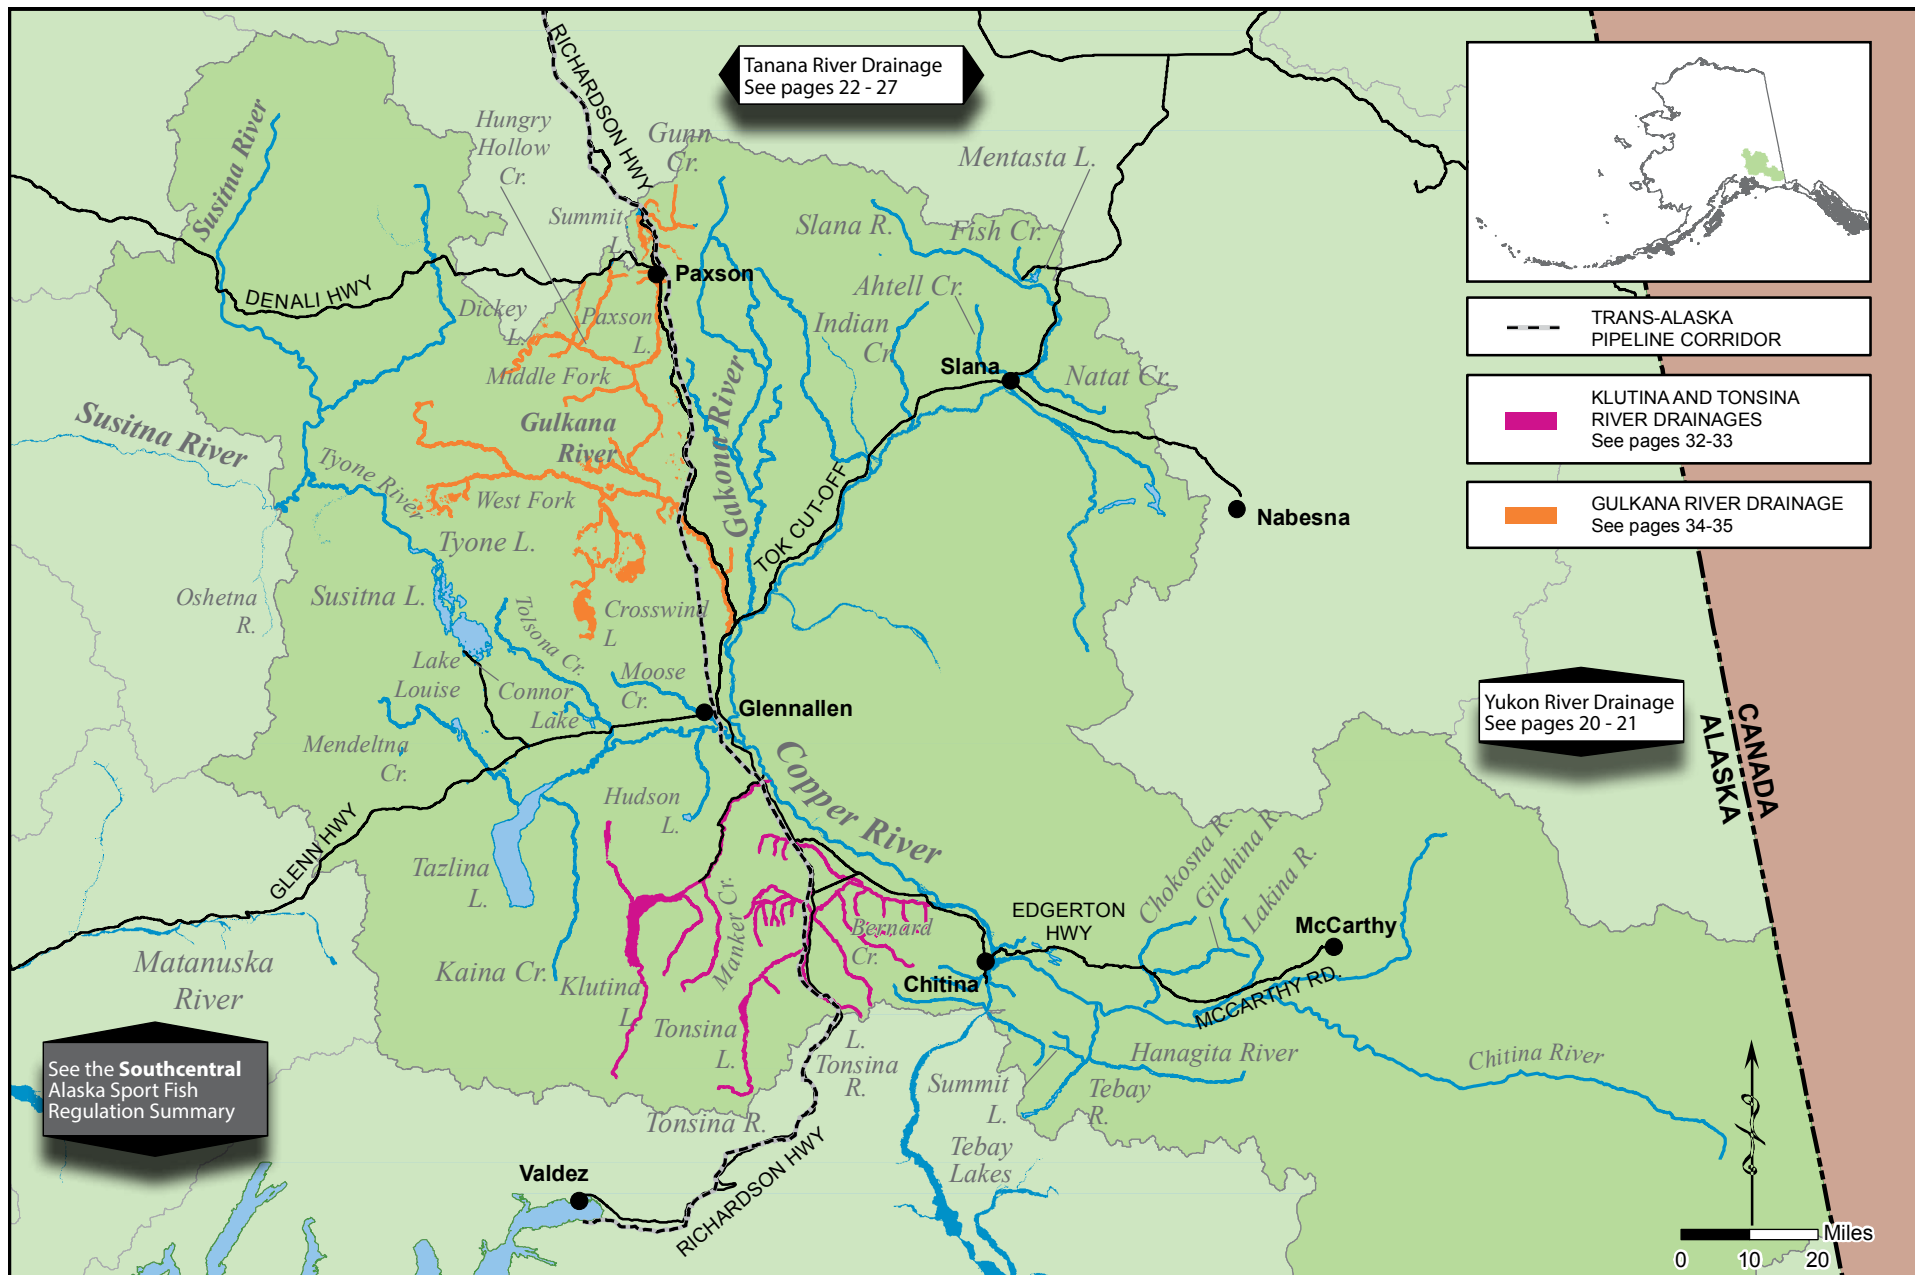 RICHARDSON HWY
Tanana River Drainage
See pages 22 - 27
TRANS-ALASKA
PIPELINE CORRIDOR
KLUTINA AND TONSINA
RIVER DRAINAGES
See pages 32-33
GULKANA RIVER DRAINAGE
See pages 34-35
Susitna River
Hungry
Hollow
Cr.
Gunn
Cr.
Mentasta L.
Summit
L.
Slana R.
Fish Cr.
Paxson
DENALI HWY
Dickey
L.
Paxson
L.
Ahtell Cr.
Indian
Cr
Slana
Natat Cr.
Middle Fork
Gulkana
River
Gakona River
Susitna River
Tyone River
West Fork
TOK CUT-OFF
Nabesna
Tyone L.
Oshetna
R.
Susitna L.
Tolsona Cr.
Crosswind
L
Lake
Louise
Connor
Lake
Moose
Cr.
Glennallen
Yukon River Drainage
See pages 20 - 21
CANADA
ALASKA
Mendeltna
Cr.
Copper River
Hudson
L.
GLENN HWY
Tazlina
L.
Manker Cr.
Bernard
Cr.
EDGERTON
HWY
Chokosna R.
Gilahina R.
Lakina R.
McCarthy
Matanuska
River
Kaina Cr.
Klutina
L.
Chitina
MCCARTHY RD.
Tonsina
L.
L.
Tonsina
R.
Hanagita River
Chitina River
See the Southcentral
Alaska Sport Fish
Regulation Summary
Summit
L.
Tebay
R.
Tonsina R.
Tebay
Lakes
Valdez
RICHARDSON HWY
Miles
0 10 20